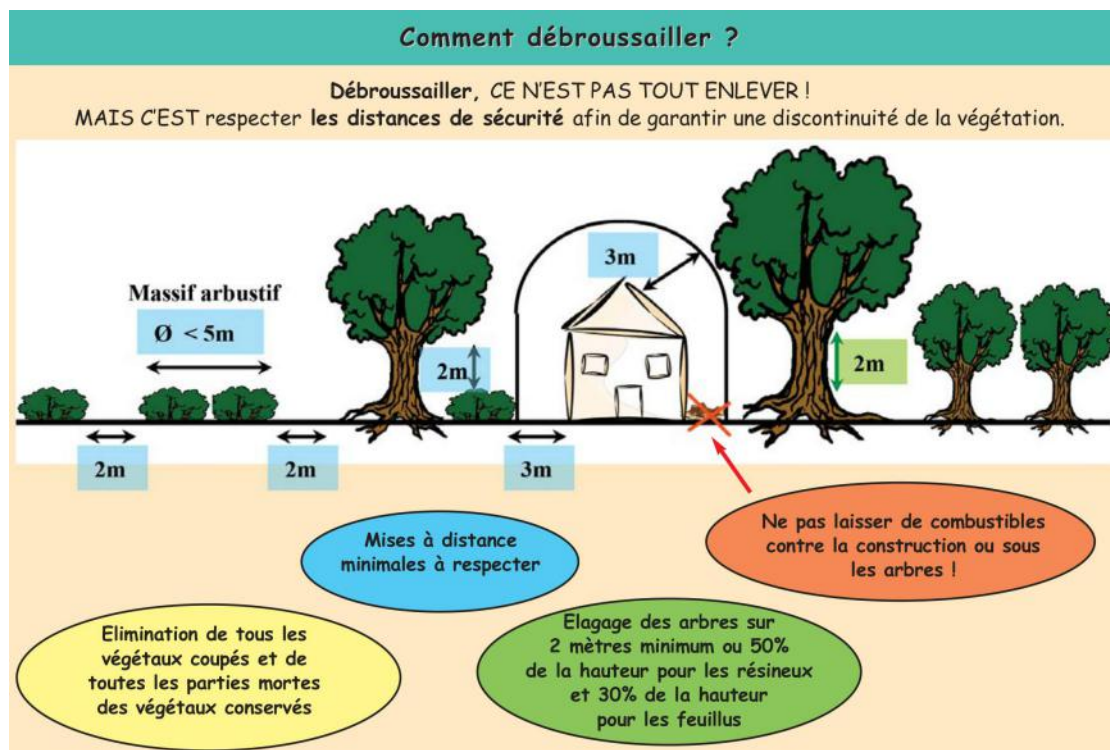 Comment débroussailler ?
Débroussailler, CE N'EST PAS TOUT ENLEVER !
MAIS C'EST respecter les distances de sécurité afin de garantir une discontinuité de la végétation.
3m
Massif arbustif
Ø < 5m
2m
2m
2m
2m
3m
Mises à distance
minimales à respecter
Ne pas laisser de combustibles
contre la construction ou sous
les arbres !
Elimination de tous les
végétaux coupés et de
toutes les parties mortes
des végétaux conservés
Elagage des arbres sur
2 mètres minimum ou 50%
de la hauteur pour les résineux
et 30% de la hauteur
pour les feuillus